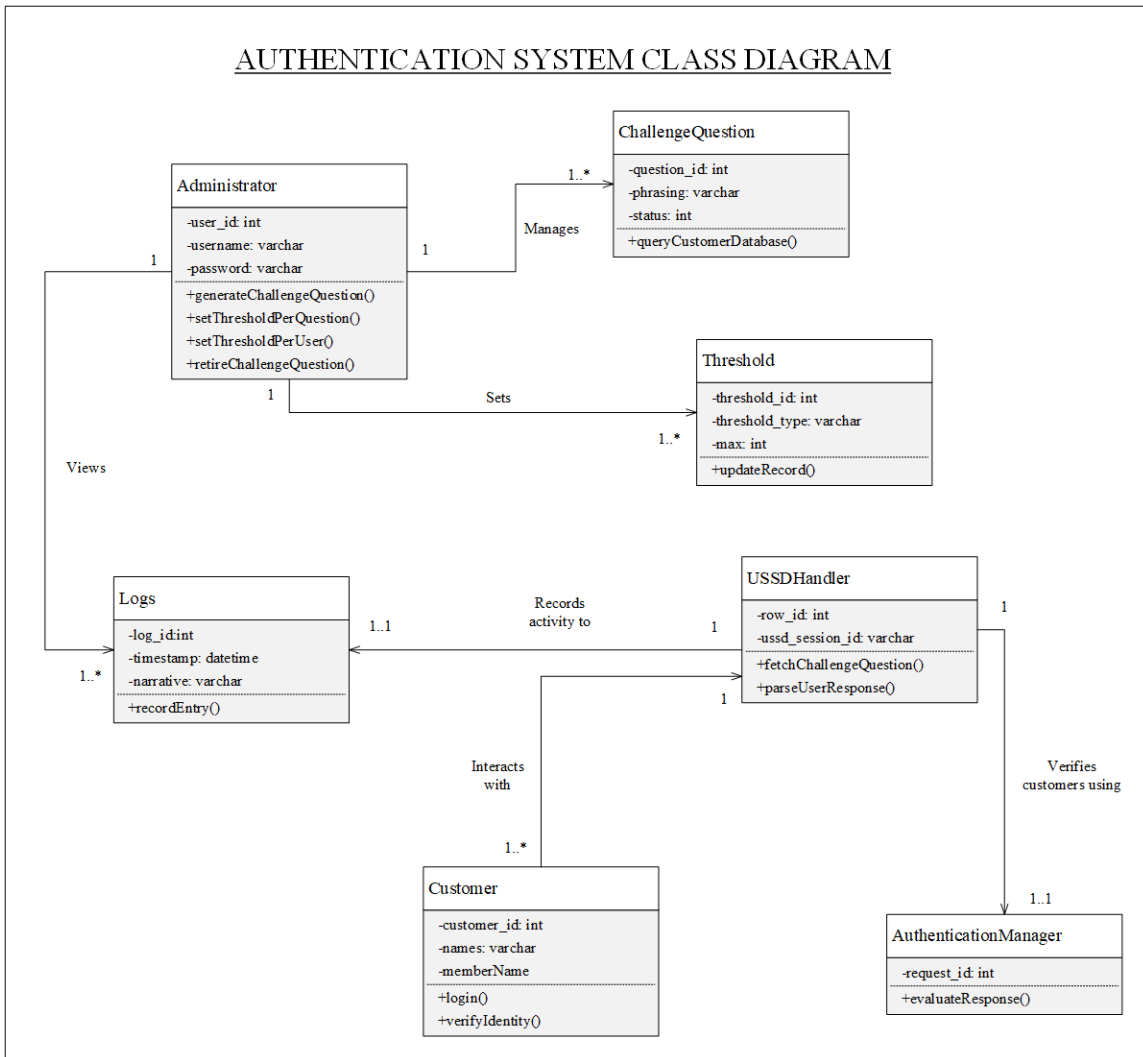 AUTHENTICATION SYSTEM CLASS DIAGRAM
ChallengeQuestion
-question_id: int
-phrasing: varchar
-status: int
+queryCustomerDatabase()
1..*
Manages
Administrator
-user_id: int
-username: varchar
-password: varchar
+generateChallengeQuestion()
+setThresholdPerQuestion()
+setThresholdPerUser()
+retireChallengeQuestion()
1
1
1
Sets
1..*
Threshold
-threshold_id: int
-threshold_type: varchar
-max: int
+updateRecord()
Views
Logs
-log_id:int
-timestamp: datetime
-narrative: varchar
+recordEntry()
1..*
1..1
Records
activity to
1
USSDHandler
-row_id: int
-ussd_session_id: varchar
+fetchChallengeQuestion()
+parseUserResponse()
1
1
Interacts
with
1..*
Verifies
customers using
1..1
Customer
-customer_id: int
-names: varchar
-memberName
+login()
+verifyIdentity()
AuthenticationManager
-request_id: int
+evaluateResponse()